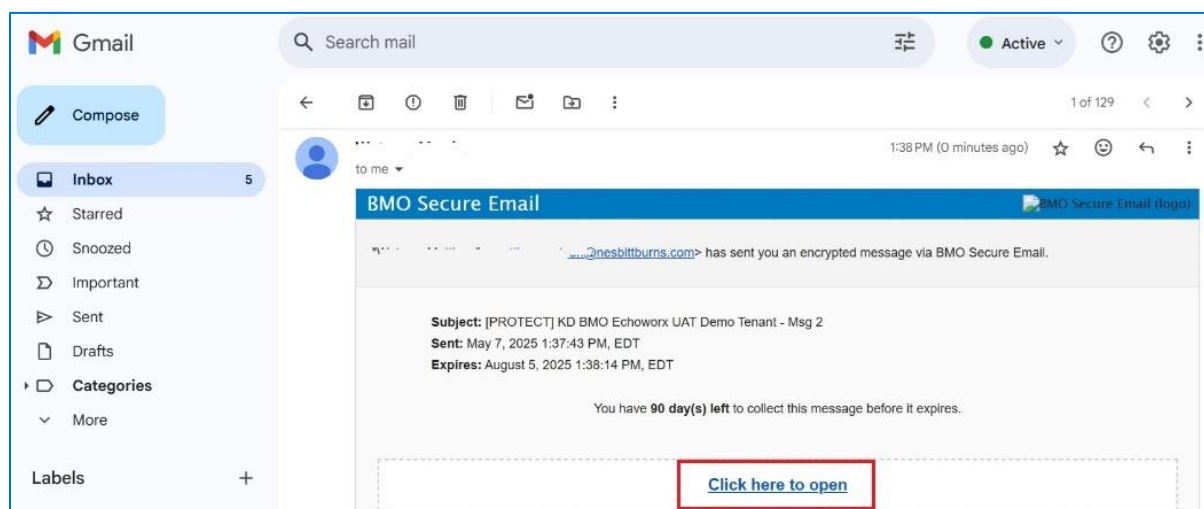 Gmail
Search mail
Active
Compose
1 of 129
1:38 PM (0 minutes ago)
to me
Inbox 5
Starred
Snoozed
Important
Sent
Drafts
Categories
More
Labels +
BMO Secure Email
BMO Secure Email (logo)
@nesbittburns.com> has sent you an encrypted message via BMO Secure Email.
Subject: [PROTECT] KD BMO Echoworx UAT Demo Tenant - Msg 2
Sent: May 7, 2025 1:37:43 PM, EDT
Expires: August 5, 2025 1:38:14 PM, EDT
You have 90 day(s) left to collect this message before it expires.
Click here to open